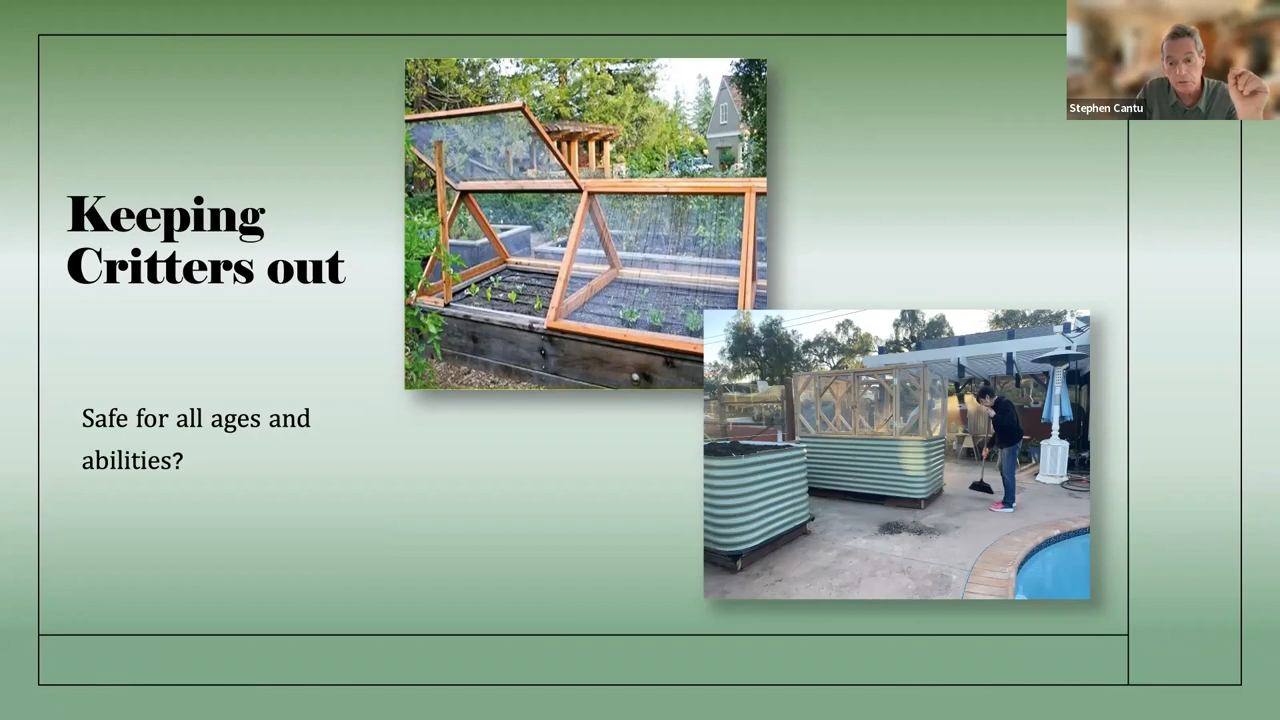 Stephen Cantu
Keeping
Critters out
Safe for all ages and
abilities?